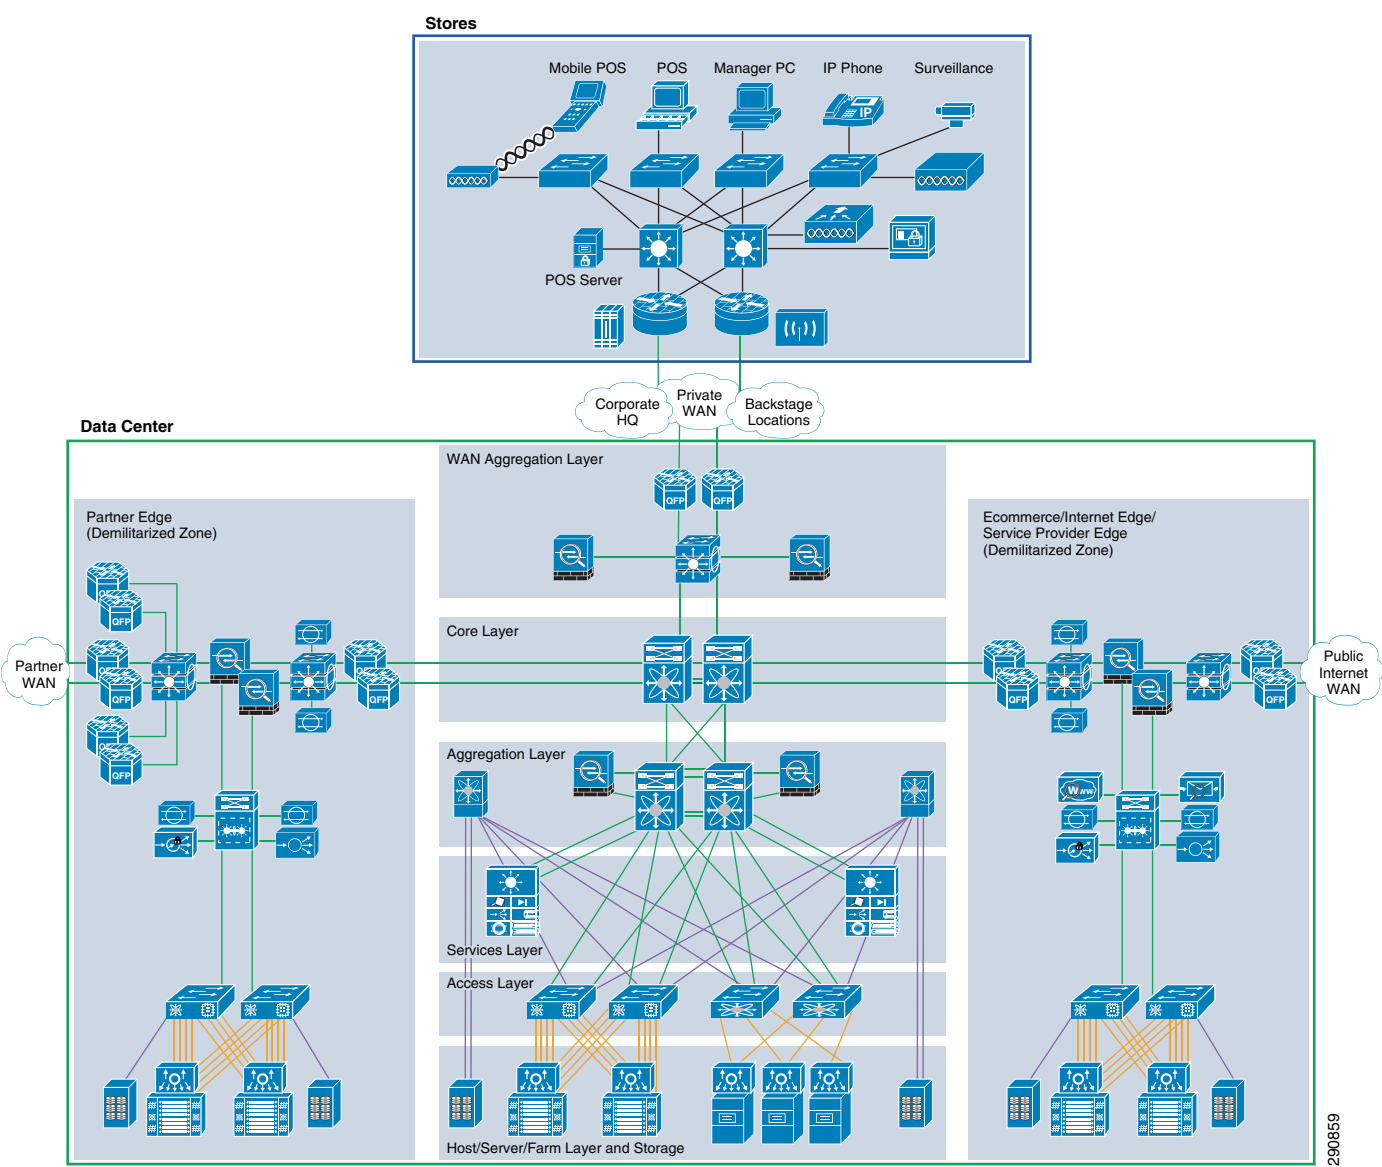 Stores
Mobile POS
POS
Manager PC
IP Phone
Surveillance
IP
POS Server
Corporate
HQ
Private
WAN
Backstage
Locations
Data Center
WAN Aggregation Layer
QFP
QFP
Partner Edge
(Demilitarized Zone)
Ecommerce/Internet Edge/
Service Provider Edge
(Demilitarized Zone)
QFP
Core Layer
Partner
WAN
QFP
QFP
QFP
QFP
Public
Internet
WAN
QFP
Aggregation Layer
WWW
Services Layer
Access Layer
Host/Server/Farm Layer and Storage
290859